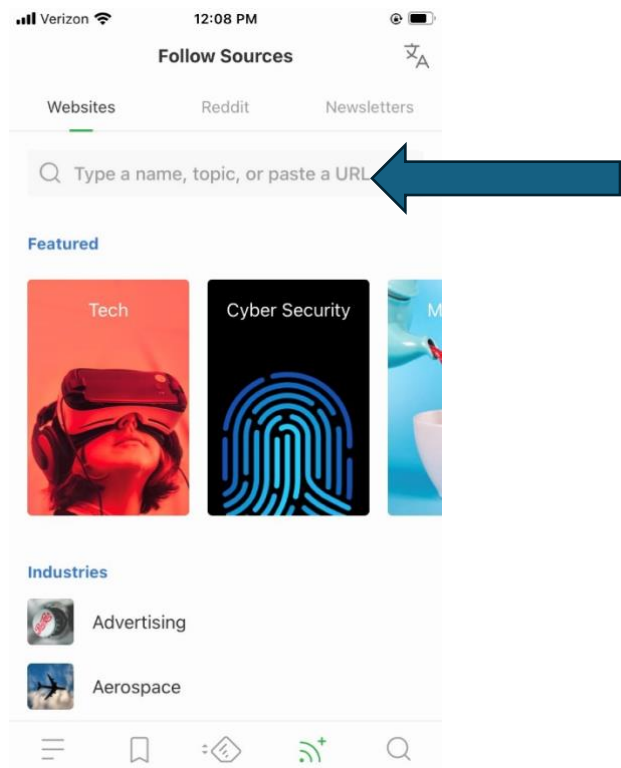 Verizon 12:08 PM
Follow Sources
Websites Reddit Newsletters
Type a name, topic, or paste a URL
Featured
Tech Cyber Security M
Industries
Advertising
Aerospace